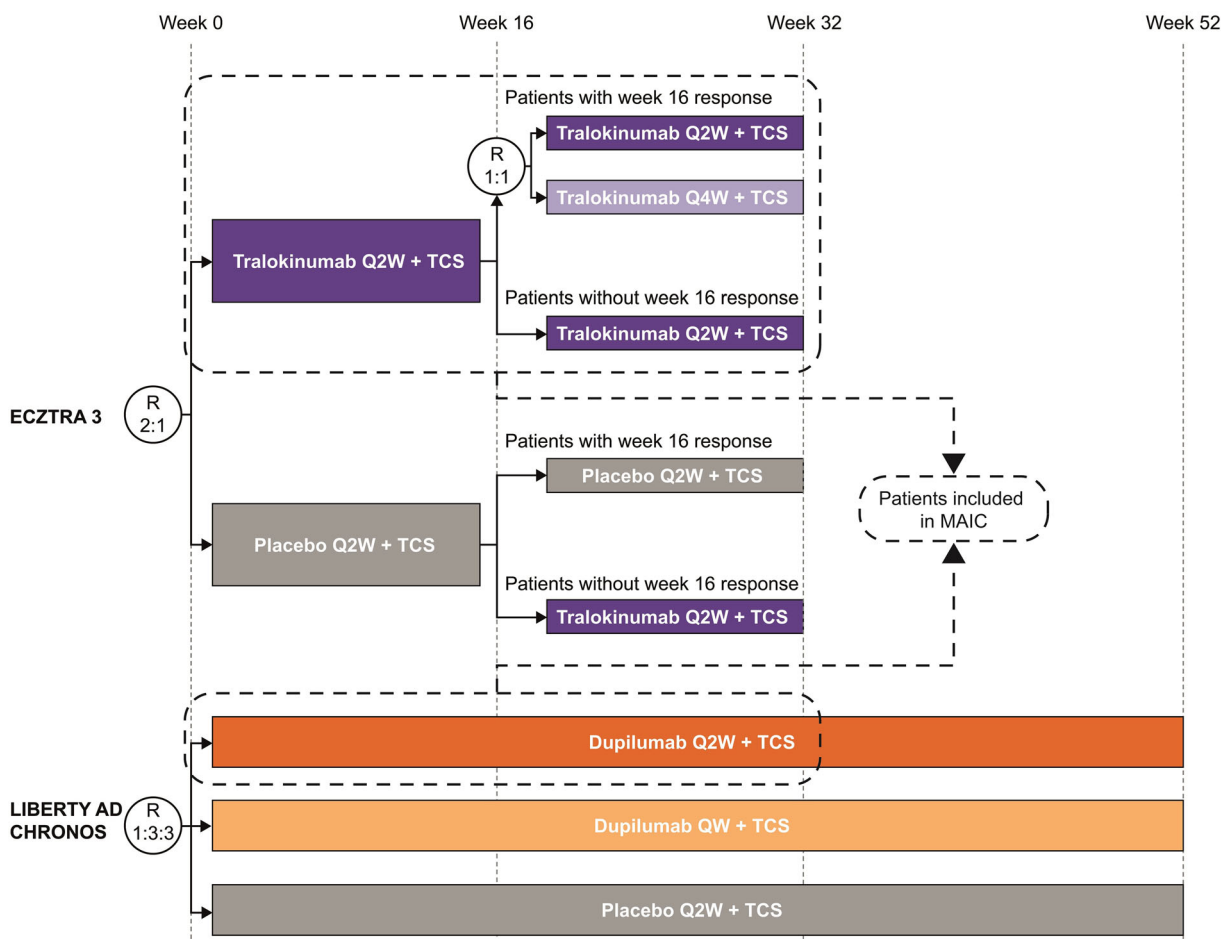 Week 0
Week 16
Week 32
Week 52
Patients with week 16 response
Tralokinumab Q2W + TCS
R
1:1
Tralokinumab Q4W + TCS
Tralokinumab Q2W + TCS
Patients without week 16 response
Tralokinumab Q2W + TCS
ECZTRA 3
R
2:1
Patients with week 16 response
Placebo Q2W + TCS
Patients included
in MAIC
Placebo Q2W + TCS
Patients without week 16 response
Tralokinumab Q2W + TCS
Dupilumab Q2W + TCS
LIBERTY AD
CHRONOS
R
1:3:3
Dupilumab QW + TCS
Placebo Q2W + TCS